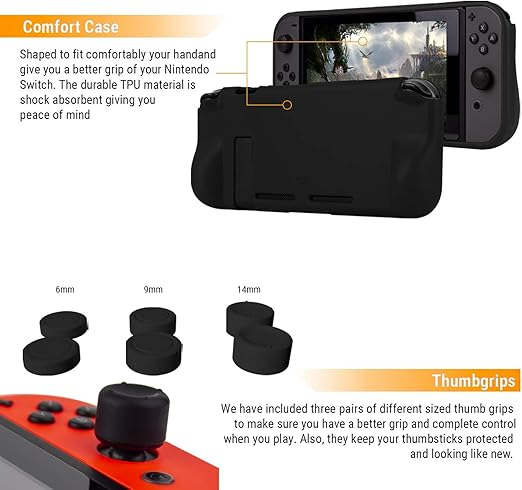 Comfort Case
Shaped to fit comfortably your handand
give you a better grip of your Nintendo
Switch. The durable TPU material is
shock absorbent giving you
peace of mind
6mm
9mm
14mm
Thumbgrips
We have included three pairs of different sized thumb grips
to make sure you have a better grip and complete control
when you play. Also, they keep your thumbsticks protected
and looking like new.